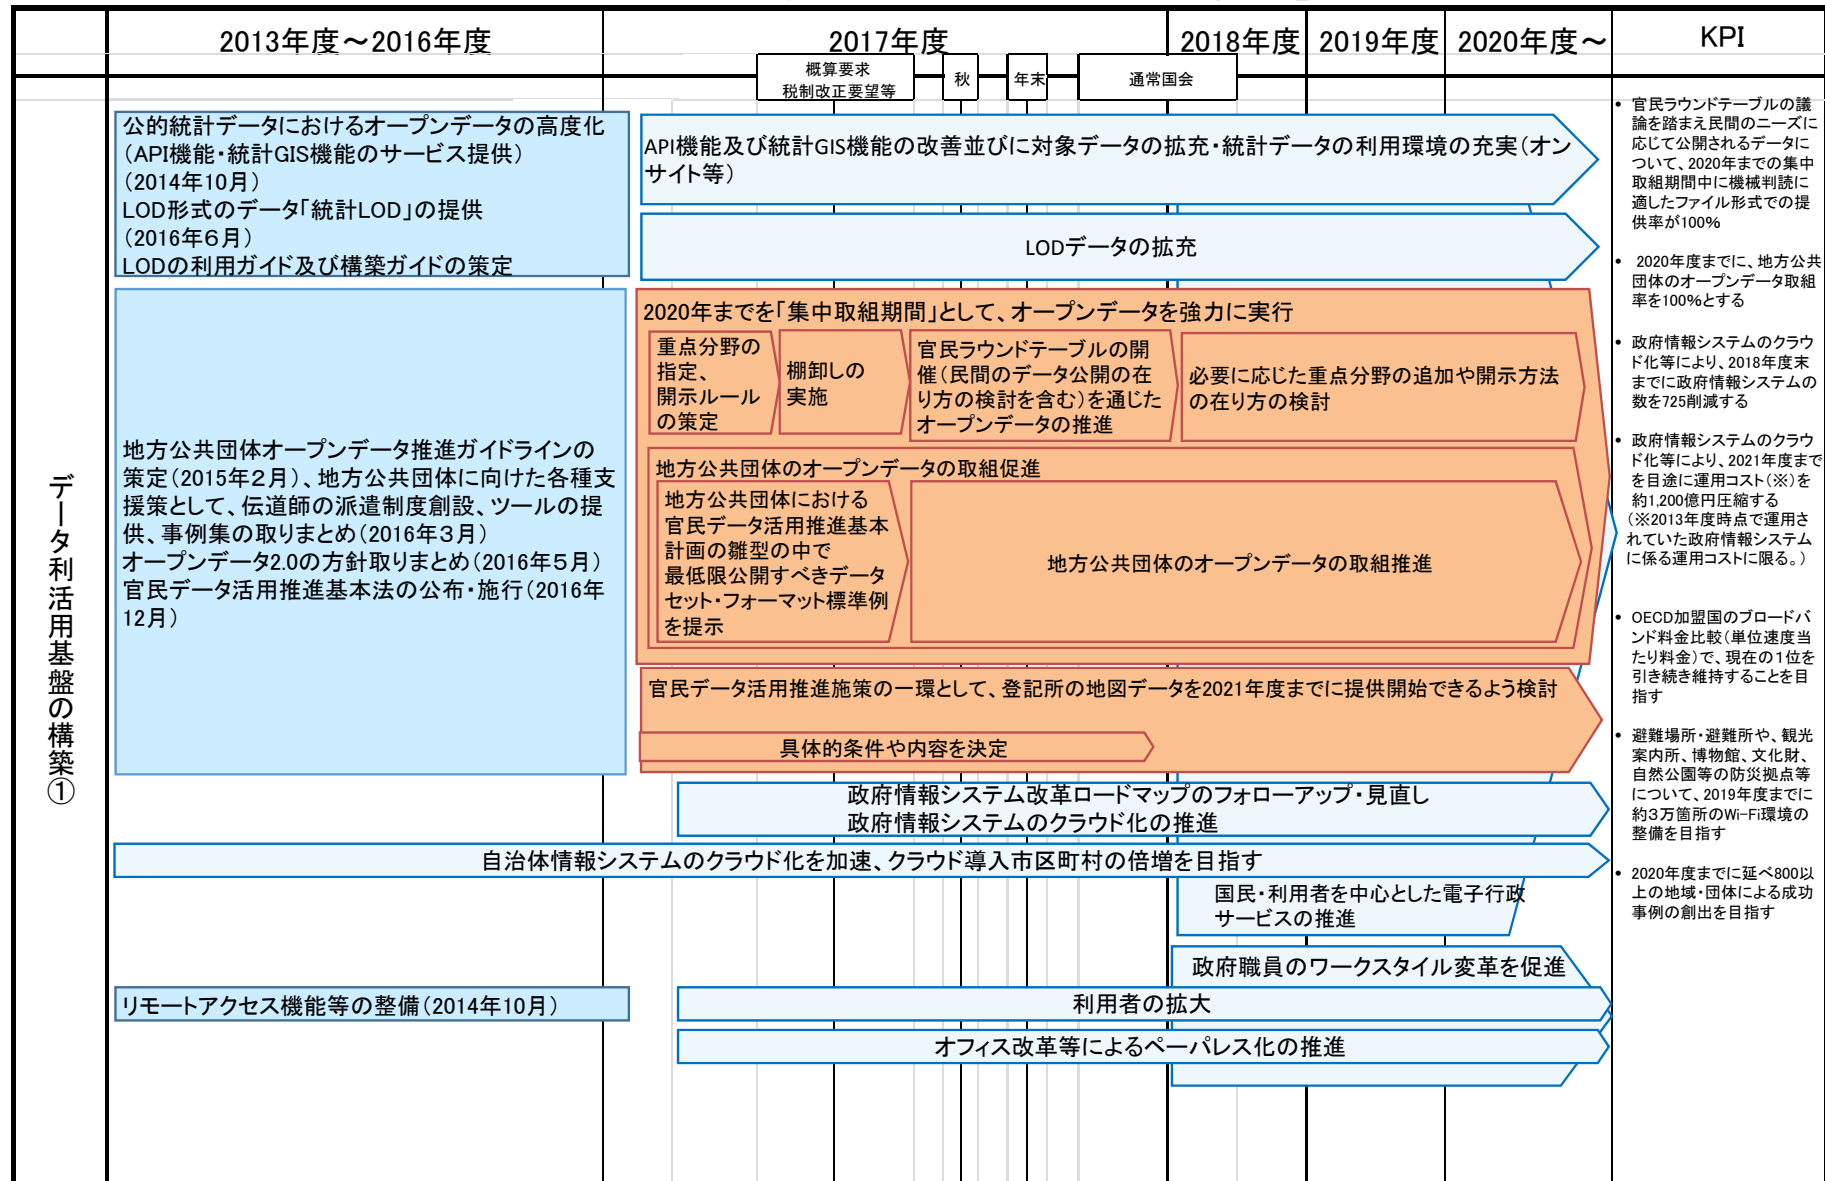 2013年度～2016年度
2017年度
2018年度
2019年度
2020年度～
KPI
概算要求
税制改正要望等
秋
年末
通常国会
データ利活用基盤の構築①
公的統計データにおけるオープンデータの高度化
（API機能・統計GIS機能のサービス提供）
（2014年10月）
LOD形式のデータ「統計LOD」の提供
（2016年６月）
LODの利用ガイド及び構築ガイドの策定
API機能及び統計GIS機能の改善並びに対象データの拡充・統計データの利用環境の充実（オン
サイト等）
LODデータの拡充
地方公共団体オープンデータ推進ガイドラインの
策定（2015年２月）、地方公共団体に向けた各種支
援策として、伝道師の派遣制度創設、ツールの提
供、事例集の取りまとめ（2016年３月）
オープンデータ2.0の方針取りまとめ（2016年５月）
官民データ活用推進基本法の公布・施行（2016年
12月）
2020年までを「集中取組期間」として、オープンデータを強力に実行
重点分野の
指定、
開示ルール
の策定
棚卸しの
実施
官民ラウンドテーブルの開
催（民間のデータ公開の在
り方の検討を含む）を通じた
オープンデータの推進
必要に応じた重点分野の追加や開示方法
の在り方の検討
地方公共団体のオープンデータの取組促進
地方公共団体における
官民データ活用推進基本
計画の雛型の中で
最低限公開すべきデータ
セット・フォーマット標準例
を提示
地方公共団体のオープンデータの取組推進
官民データ活用推進施策の一環として、登記所の地図データを2021年度までに提供開始できるよう検討
具体的条件や内容を決定
政府情報システム改革ロードマップのフォローアップ・見直し
政府情報システムのクラウド化の推進
自治体情報システムのクラウド化を加速、クラウド導入市区町村の倍増を目指す
国民・利用者を中心とした電子行政
サービスの推進
政府職員のワークスタイル変革を促進
リモートアクセス機能等の整備（2014年10月）
利用者の拡大
オフィス改革等によるペーパレス化の推進
• 官民ラウンドテーブルの議
論を踏まえ民間のニーズに
応じて公開されるデータに
ついて、2020年までの集中
取組期間中に機械判読に
適したファイル形式での提
供率が100%
• 2020年度までに、地方公共
団体のオープンデータ取組
率を100％とする
• 政府情報システムのクラウ
ド化等により、2018年度末
までに政府情報システムの
数を725削減する
• 政府情報システムのクラウ
ド化等により、2021年度まで
を目途に運用コスト（※）を
約1,200億円圧縮する
（※2013年度時点で運用さ
れていた政府情報システム
に係る運用コストに限る。）
• OECD加盟国のブロードバ
ンド料金比較（単位速度当
たり料金）で、現在の１位を
引き続き維持することを目
指す
• 避難場所・避難所や、観光
案内所、博物館、文化財、
自然公園等の防災拠点等
について、2019年度までに
約３万箇所のWi-Fi環境の
整備を目指す
• 2020年度までに延べ800以
上の地域・団体による成功
事例の創出を目指す